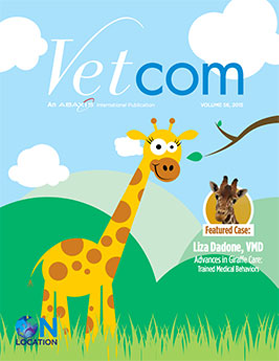 Vetcom
An ABAXIS International Publication
VOLUME 08, 2015
Featured Case:
Liza Dadone, VMD
Advances in Giraffe Care:
Trained Medical Behaviors
ON
LOCATION